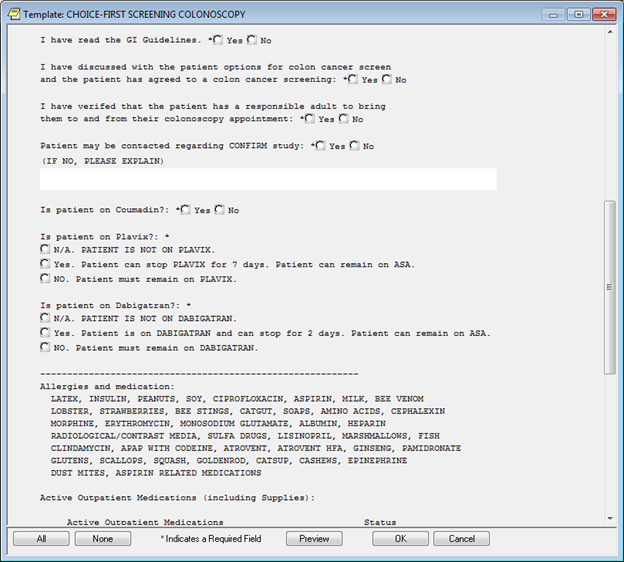 Template: CHOICE-FIRST SCREENING COLONOSCOPY
I have read the GI Guidelines. * Yes No
I have discussed with the patient options for colon cancer screen
and the patient has agreed to a colon cancer screening: * Yes No
I have verifed that the patient has a responsible adult to bring
them to and from their colonoscopy appointment: * Yes No
Patient may be contacted regarding CONFIRM study: * Yes No
(IF NO, PLEASE EXPLAIN)
Is patient on Coumadin?: * Yes No
Is patient on Plavix?: *
N/A. PATIENT IS NOT ON PLAVIX.
Yes. Patient can stop PLAVIX for 7 days. Patient can remain on ASA.
NO. Patient must remain on PLAVIX.
Is patient on Dabigatran?: *
N/A. PATIENT IS NOT ON DABIGATRAN.
Yes. Patient is on DABIGATRAN and can stop for 2 days. Patient can remain on ASA.
NO. Patient must remain on DABIGATRAN.
------------------------------------------------------------
Allergies and medication:
LATEX, INSULIN, PEANUTS, SOY, CIPROFLOXACIN, ASPIRIN, MILK, BEE VENOM
LOBSTER, STRAWBERRIES, BEE STINGS, CATGUT, SOAPS, AMINO ACIDS, CEPHALEXIN
MORPHINE, ERYTHROMYCIN, MONOSODIUM GLUTAMATE, ALBUMIN, HEPARIN
RADIOLOGICAL/CONTRAST MEDIA, SULFA DRUGS, LISINOPRIL, MARSHMALLOWS, FISH
CLINDAMYCIN, APAP WITH CODEINE, ATROVENT, ATROVENT HFA, GINSENG, PAMIDRONATE
GLUTENS, SCALLOPS, SQUASH, GOLDENROD, CATSUP, CASHEWS, EPINEPHRINE
DUST MITES, ASPIRIN RELATED MEDICATIONS
Active Outpatient Medications (including Supplies):
Active Outpatient Medications Status
All None * Indicates a Required Field Preview OK Cancel